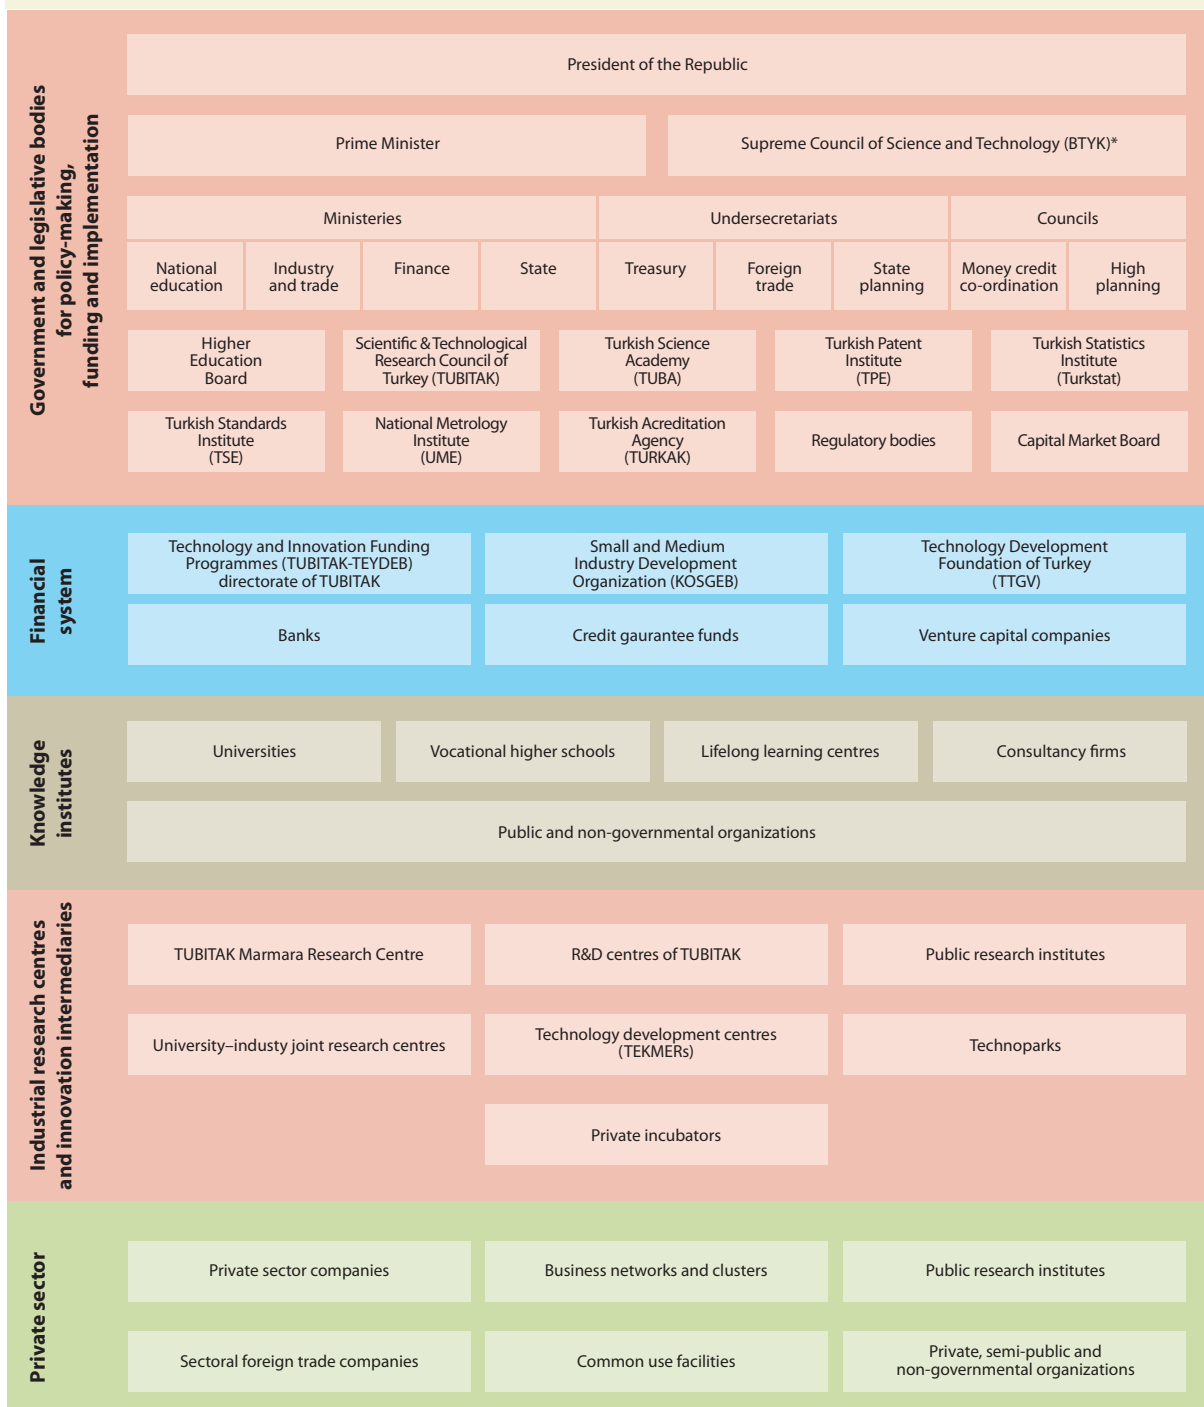 Government and legislative bodies
for policy-making,
funding and implementation
President of the Republic
Prime Minister
Supreme Council of Science and Technology (BTYK)*
Ministeries
Undersecretariats
Councils
National
education
Industry
and trade
Finance
State
Treasury
Foreign
trade
State
planning
Money credit
co-ordination
High
planning
Higher
Education
Board
Scientific & Technological
Research Council of
Turkey (TUBITAK)
Turkish Science
Academy
(TUBA)
Turkish Patent
Institute
(TPE)
Turkish Statistics
Institute
(Turkstat)
Turkish Standards
Institute
(TSE)
National Metrology
Institute
(UME)
Turkish Acreditation
Agency
(TURKAK)
Regulatory bodies
Capital Market Board
Financial
system
Technology and Innovation Funding
Programmes (TUBITAK-TEYDEB)
directorate of TUBITAK
Small and Medium
Industry Development
Organization (KOSGEB)
Technology Development
Foundation of Turkey
(TTGV)
Banks
Credit gaurantee funds
Venture capital companies
Knowledge
institutes
Universities
Vocational higher schools
Lifelong learning centres
Consultancy firms
Public and non-governmental organizations
Industrial research centres
and innovation intermediaries
TUBITAK Marmara Research Centre
R&D centres of TUBITAK
Public research institutes
University–industy joint research centres
Technology development centres
(TEKMERs)
Technoparks
Private incubators
Private sector
Private sector companies
Business networks and clusters
Public research institutes
Sectoral foreign trade companies
Common use facilities
Private, semi-public and
non-governmental organizations